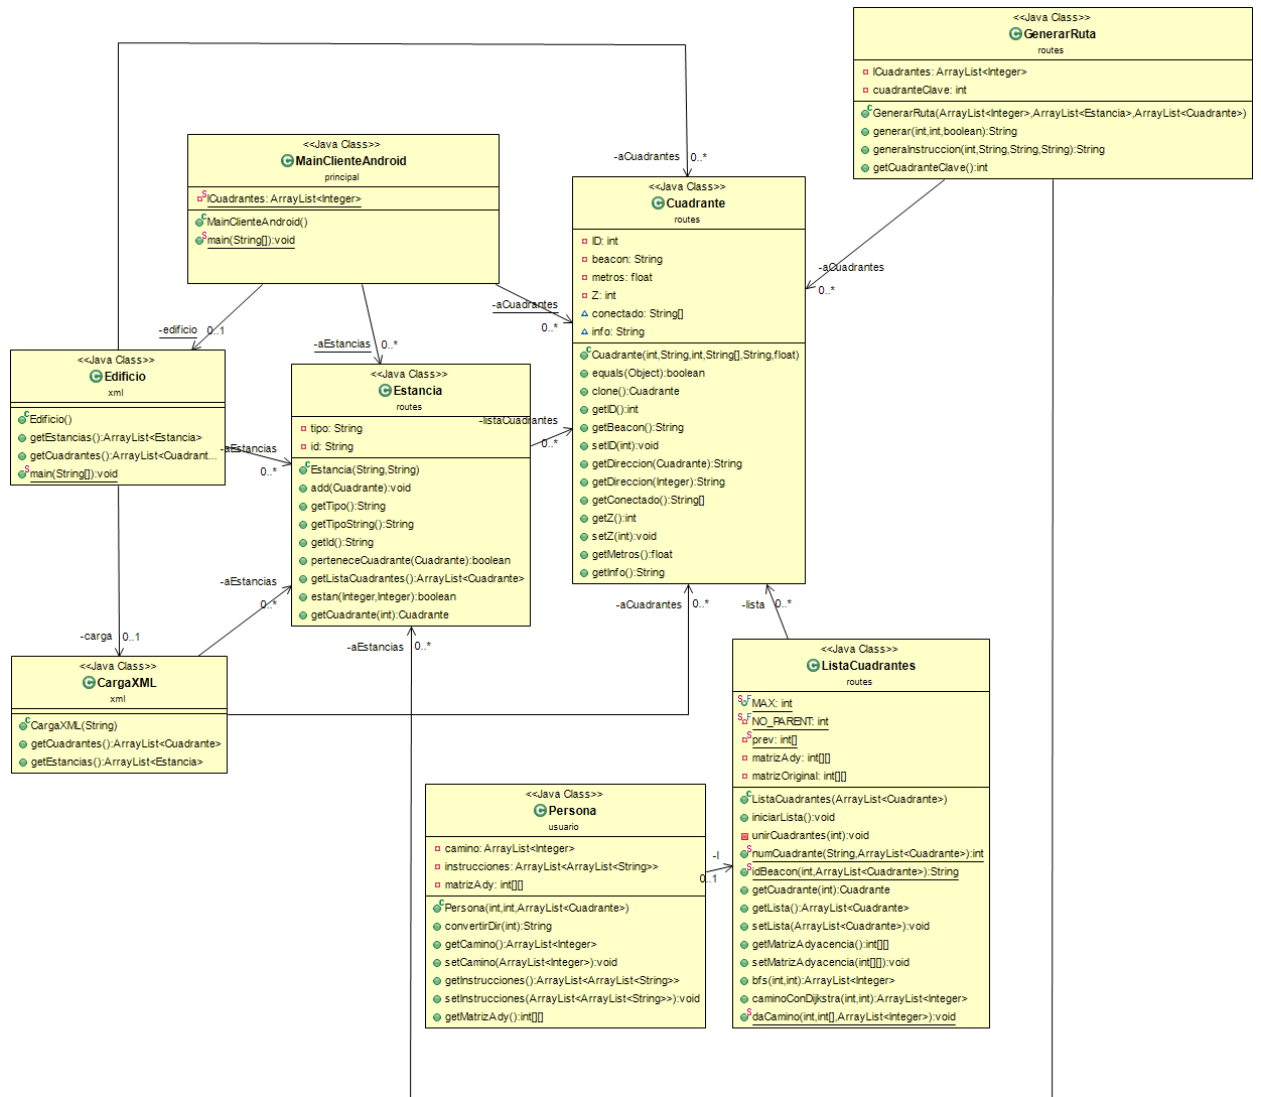 <<Java Class>>
GenerarRuta
routes
lCuadrantes: ArrayList<Integer>
cuadranteClave: int
GenerarRuta(ArrayList<Integer>,ArrayList<Estancia>,ArrayList<Cuadrante>)
generar(int,int,boolean):String
generaInstruccion(int,String,String,String):String
getCuadranteClave():int
-aCuadrantes
0..*
<<Java Class>>
MainClienteAndroid
principal
lCuadrantes: ArrayList<Integer>
MainClienteAndroid()
main(String[]):void
-aCuadrantes
0..*
-edificio
0..1
-aEstancias
0..*
-aCuadrantes
0..*
<<Java Class>>
Cuadrante
routes
ID: int
beacon: String
metros: float
Z: int
conectado: String[]
info: String
Cuadrante(int,String,int,String[],String,float)
equals(Object):boolean
clone():Cuadrante
getID():int
getBeacon():String
setID(int):void
getDireccion(Cuadrante):String
getDireccion(Integer):String
getConectado():String[]
getZ():int
setZ(int):void
getMetros():float
getInfo():String
<<Java Class>>
Edificio
xml
Edificio()
getEstancias():ArrayList<Estancia>
getCuadrantes():ArrayList<Cuadrant...
main(String[]):void
-aEstancias
0..*
<<Java Class>>
Estancia
routes
tipo: String
id: String
Estancia(String,String)
add(Cuadrante):void
getTipo():String
getTipoString():String
getId():String
perteneceCuadrante(Cuadrante):boolean
getListaCuadrantes():ArrayList<Cuadrante>
estan(Integer,Integer):boolean
getCuadrante(int):Cuadrante
-listaCuadrantes
0..*
-aEstancias
0..*
-carga
0..1
-aEstancias
0..*
-aCuadrantes
0..*
-lista
0..*
<<Java Class>>
CargaXML
xml
CargaXML(String)
getCuadrantes():ArrayList<Cuadrante>
getEstancias():ArrayList<Estancia>
<<Java Class>>
ListaCuadrantes
routes
MAX: int
NO_PARENT: int
prev: int[]
matrizAdy: int[][]
matrizOriginal: int[][]
ListaCuadrantes(ArrayList<Cuadrante>)
iniciarLista():void
unirCuadrantes(int):void
numCuadrante(String,ArrayList<Cuadrante>):int
idBeacon(int,ArrayList<Cuadrante>):String
getCuadrante(int):Cuadrante
getLista():ArrayList<Cuadrante>
setLista(ArrayList<Cuadrante>):void
getMatrizAdyacencia():int[][]
setMatrizAdyacencia(int[][]):void
bfs(int,int):ArrayList<Integer>
caminoConDijkstra(int,int):ArrayList<Integer>
daCamino(int,int[],ArrayList<Integer>):void
<<Java Class>>
Persona
usuario
camino: ArrayList<Integer>
instrucciones: ArrayList<ArrayList<String>>
matrizAdy: int[][]
Persona(int,int,ArrayList<Cuadrante>)
convertirDir(int):String
getCamino():ArrayList<Integer>
setCamino(ArrayList<Integer>):void
getInstrucciones():ArrayList<ArrayList<String>>
setInstrucciones(ArrayList<ArrayList<String>>):void
getMatrizAdy():int[][]
-l
0..1